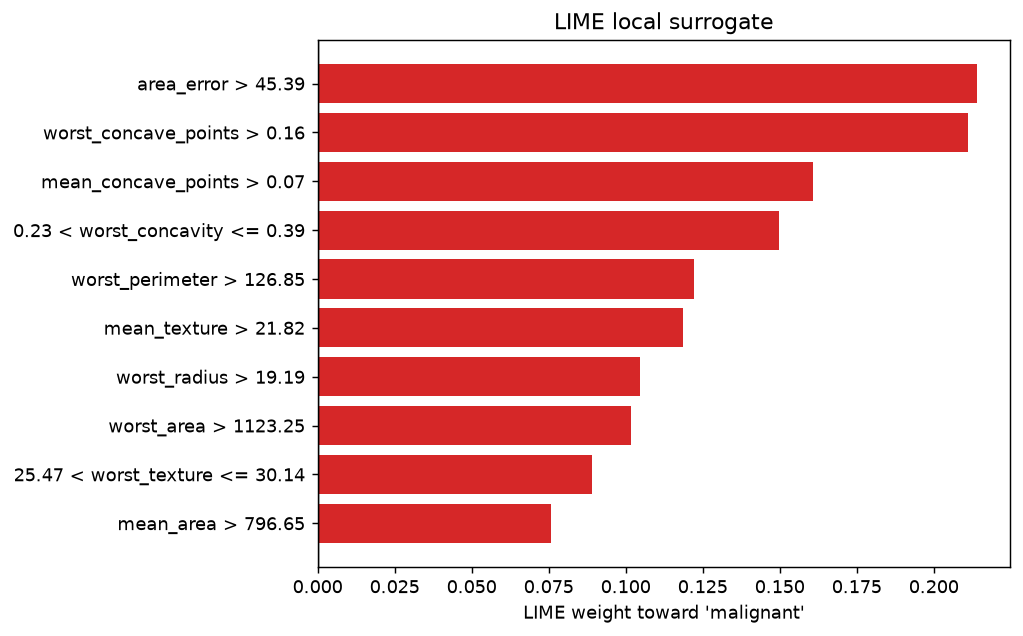 LIME local surrogate
area_error > 45.39
worst_concave_points > 0.16
mean_concave_points > 0.07
0.23 < worst_concavity <= 0.39
worst_perimeter > 126.85
mean_texture > 21.82
worst_radius > 19.19
worst_area > 1123.25
25.47 < worst_texture <= 30.14
mean_area > 796.65
0.000 0.025 0.050 0.075 0.100 0.125 0.150 0.175 0.200
LIME weight toward 'malignant'